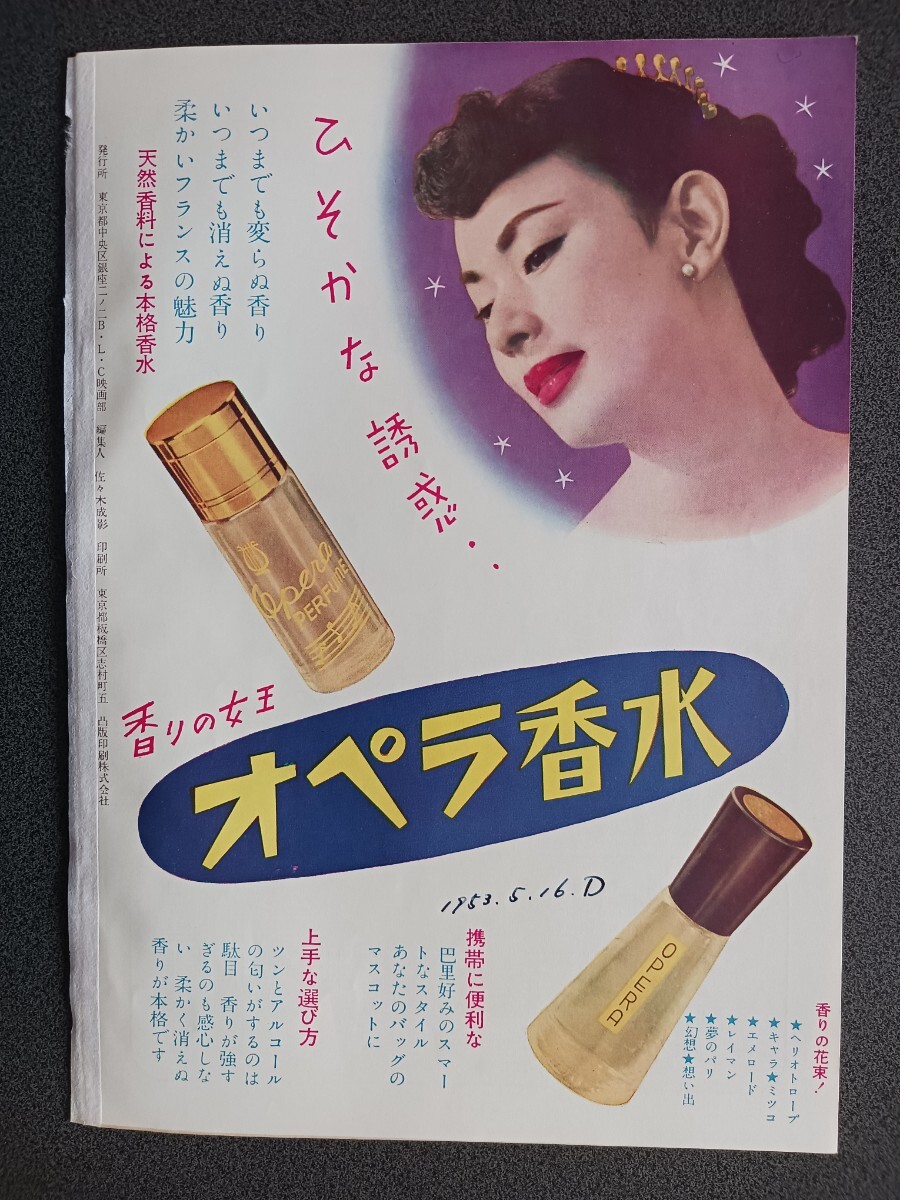 ひそかな誘惑・・
いつまでも変らぬ香り
いつまでも消えぬ香り
柔かいフランスの魅力
天然香料による本格香水
発行所 東京都中央区銀座二ノ二B・L・C映画部 編集人 佐々木成影 印刷所 東京都板橋区志村町五 凸版印刷株式会社
Opera
PERFUME
香りの女王
オペラ香水
1953.5.16.D
OPERA
香りの花束!
★ヘリオトロープ
★キャラ★ミツコ
★エメロード
★レイマン
★夢のパリ
★幻想★想い出
携帯に便利な
巴里好みのスマー
トなスタイル
あなたのバッグの
マスコットに
上手な選び方
ツンとアルコール
の匂いがするのは
駄目 香りが強す
ぎるのも感心しな
い 柔かく消えぬ
香りが本格です